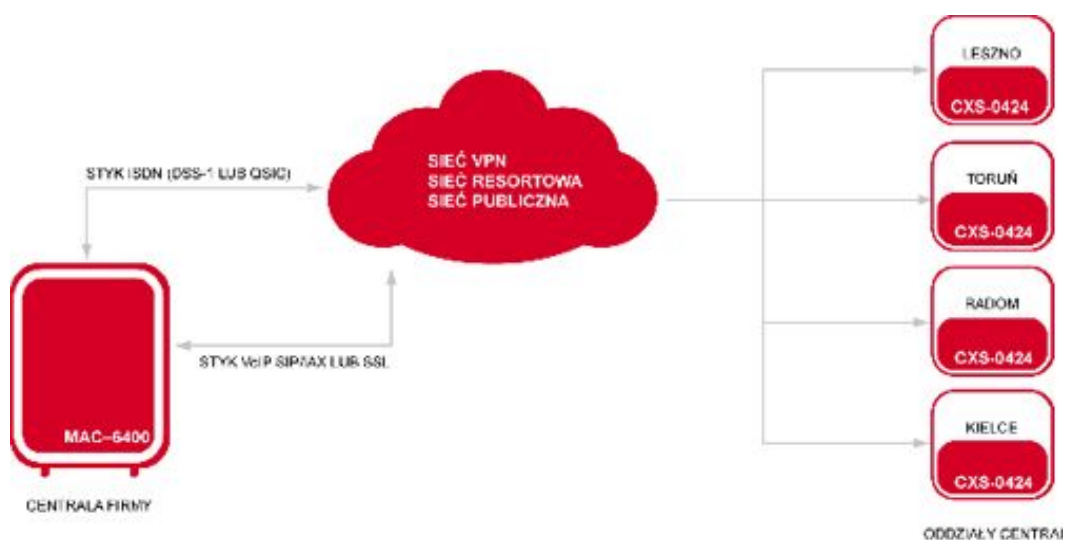 LESZNO
CXS-0424
STYK ISDN (DSS-1 LUB QSIG)
SIEĆ VPN
SIEĆ RESORTOWA
SIEĆ PUBLICZNA
TORUŃ
CXS-0424
RADOM
CXS-0424
STYK VoIP SIP/IAX LUB SSL
MAC-6400
KIELCE
CXS-0424
CENTRALA FIRMY
ODDZIAŁY CENTRAL